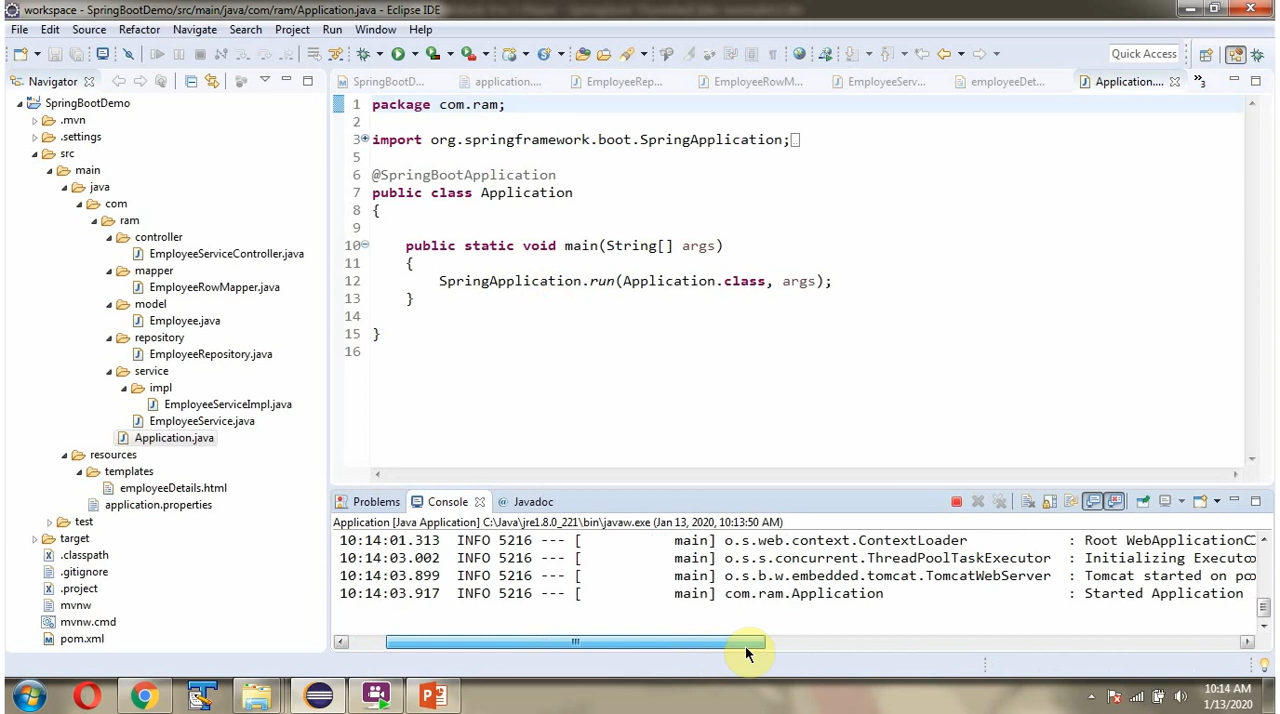 workspace - SpringBootDemo/src/main/java/com/ram/Application.java - Eclipse IDE
File Edit Source Refactor Navigate Search Project Run Window Help
Quick Access
Navigator
SpringBootD... application.... EmployeeRep... EmployeeRowM... EmployeeServ... employeeDet... Application.... »3
SpringBootDemo
.mvn
.settings
src
main
java
com
ram
controller
EmployeeServiceController.java
mapper
EmployeeRowMapper.java
model
Employee.java
repository
EmployeeRepository.java
service
impl
EmployeeServiceImpl.java
EmployeeService.java
Application.java
resources
templates
employeeDetails.html
application.properties
test
target
.classpath
.gitignore
.project
mvnw
mvnw.cmd
pom.xml
1 package com.ram;
2
3 import org.springframework.boot.SpringApplication;
5
6 @SpringBootApplication
7 public class Application
8 {
9
10 public static void main(String[] args)
11 {
12 SpringApplication.run(Application.class, args);
13 }
14
15 }
16
Problems Console Javadoc
Application [Java Application] C:\Java\jre1.8.0_221\bin\javaw.exe (Jan 13, 2020, 10:13:50 AM)
10:14:01.313 INFO 5216 --- [ main] o.s.web.context.ContextLoader : Root WebApplicationC
10:14:03.002 INFO 5216 --- [ main] o.s.s.concurrent.ThreadPoolTaskExecutor : Initializing Executo
10:14:03.899 INFO 5216 --- [ main] o.s.b.w.embedded.tomcat.TomcatWebServer : Tomcat started on po
10:14:03.917 INFO 5216 --- [ main] com.ram.Application : Started Application
10:14 AM
1/13/2020